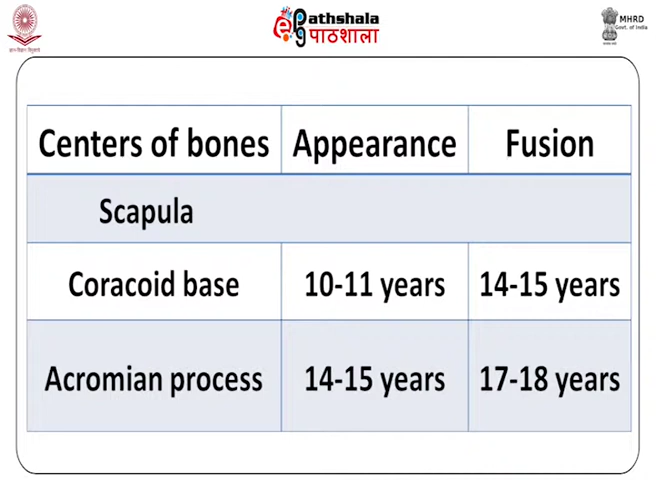 ePG Pathshala
पाठशाला
MHRD
Govt. of India
Centers of bones Appearance Fusion
Scapula
Coracoid base 10-11 years 14-15 years
Acromian process 14-15 years 17-18 years